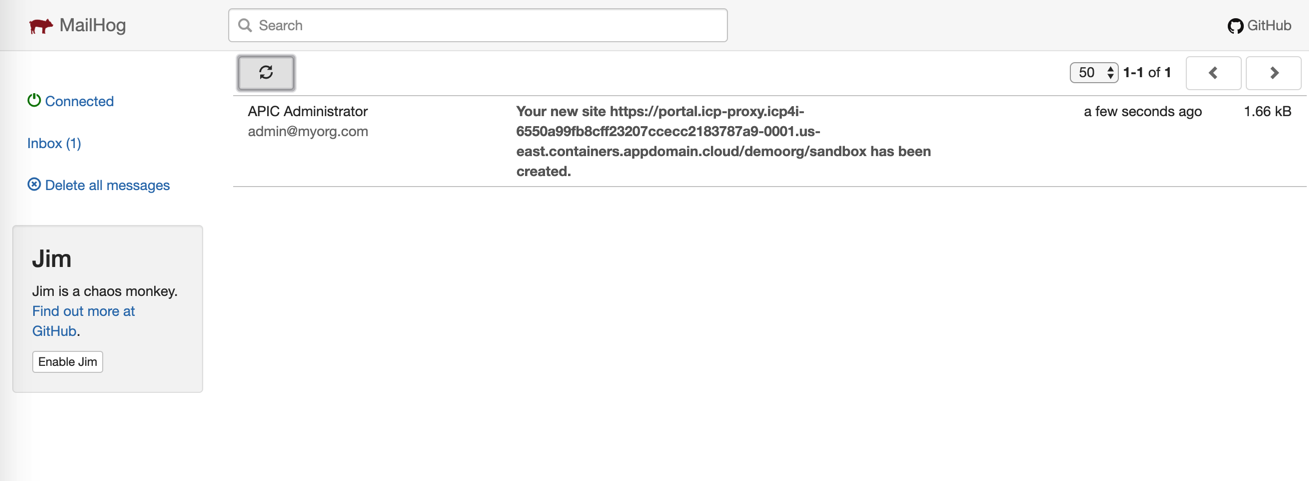 MailHog
Search
GitHub
50
1-1 of 1
Connected
Inbox (1)
Delete all messages
APIC Administrator
admin@myorg.com
Your new site https://portal.icp-proxy.icp4i-
6550a99fb8cff23207ccecc2183787a9-0001.us-
east.containers.appdomain.cloud/demoorg/sandbox has been
created.
a few seconds ago
1.66 kB
Jim
Jim is a chaos monkey.
Find out more at
GitHub.
Enable Jim